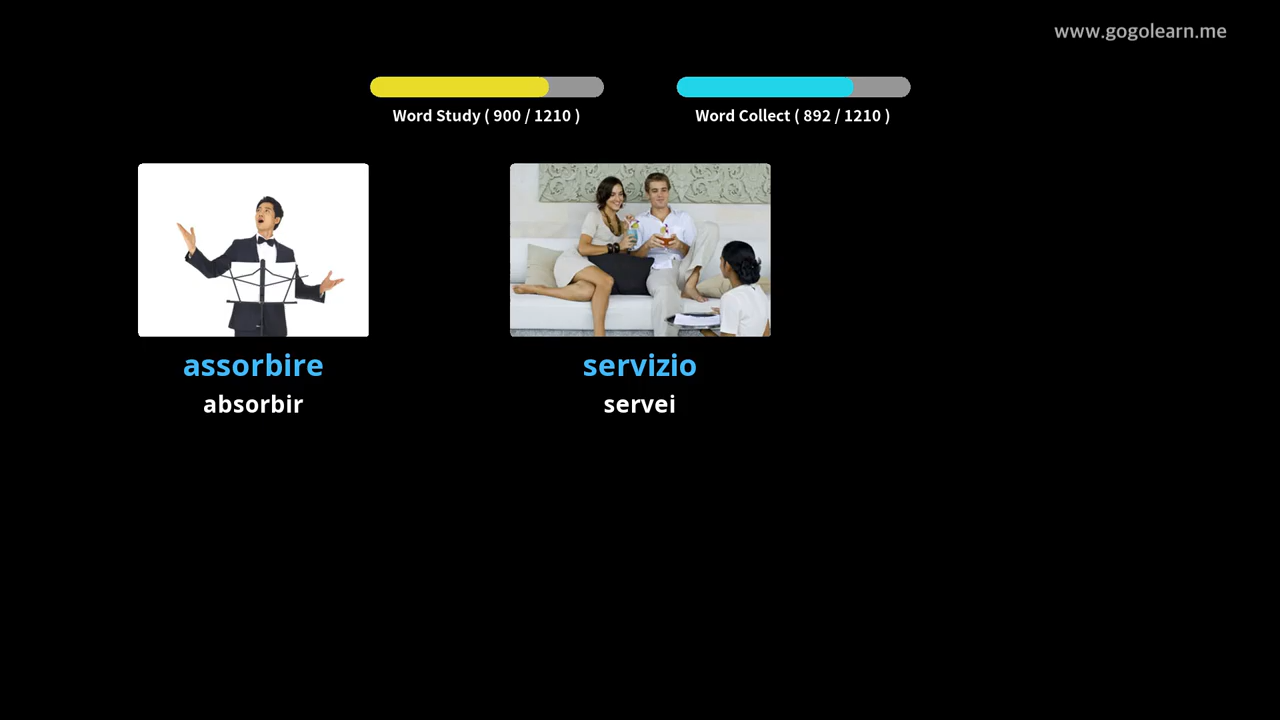 www.gogolearn.me
Word Study ( 900 / 1210 )
Word Collect ( 892 / 1210 )
assorbire
servizio
absorbir
servei